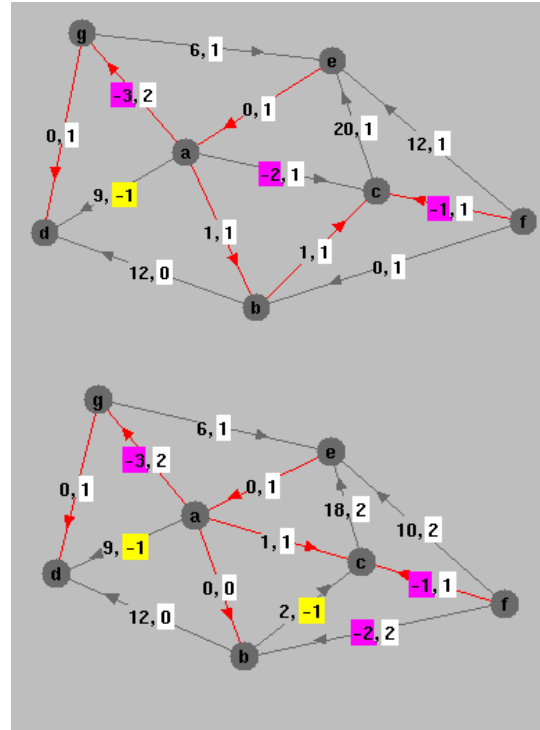 g
6, 1
e
-3, 2
0, 1
0, 1
a
20, 1
12, 1
-2, 1
c
9, -1
-1, 1
f
d
1, 1
1, 1
12, 0
0, 1
b
g
6, 1
e
-3, 2
0, 1
0, 1
18, 2
a
10, 2
9, -1
1, 1
c
d
0, 0
-1, 1
f
12, 0
2, -1
-2, 2
b